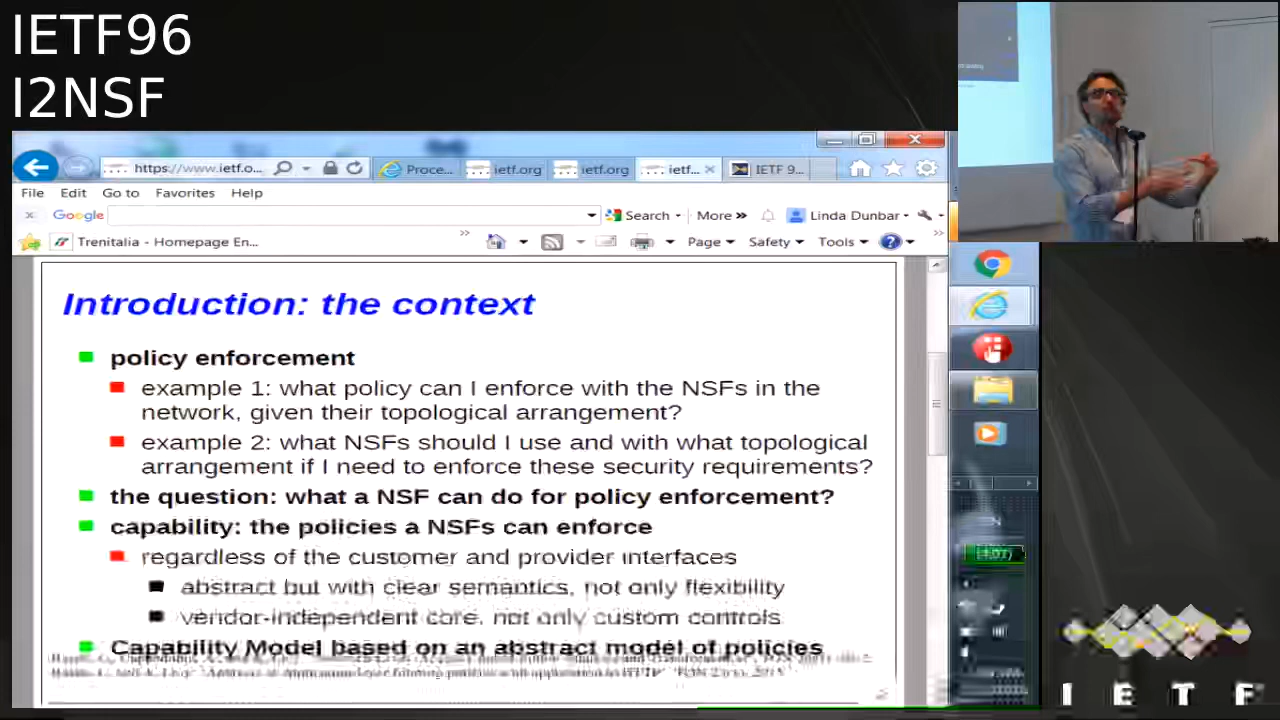 IETF96
I2NSF
https://www.ietf.o...
Proce...
ietf.org
ietf.org
ietf...
IETF 9...
File Edit Go to Favorites Help
Google
Search
More »
Linda Dunbar
Trenitalia - Homepage En...
Page
Safety
Tools
Introduction: the context
policy enforcement
example 1: what policy can I enforce with the NSFs in the
network, given their topological arrangement?
example 2: what NSFs should I use and with what topological
arrangement if I need to enforce these security requirements?
the question: what a NSF can do for policy enforcement?
capability: the policies a NSFs can enforce
regardless of the customer and provider interfaces
abstract but with clear semantics, not only flexibility
vendor-independent core, not only custom controls
Capability Model based on an abstract model of policies
I E T F